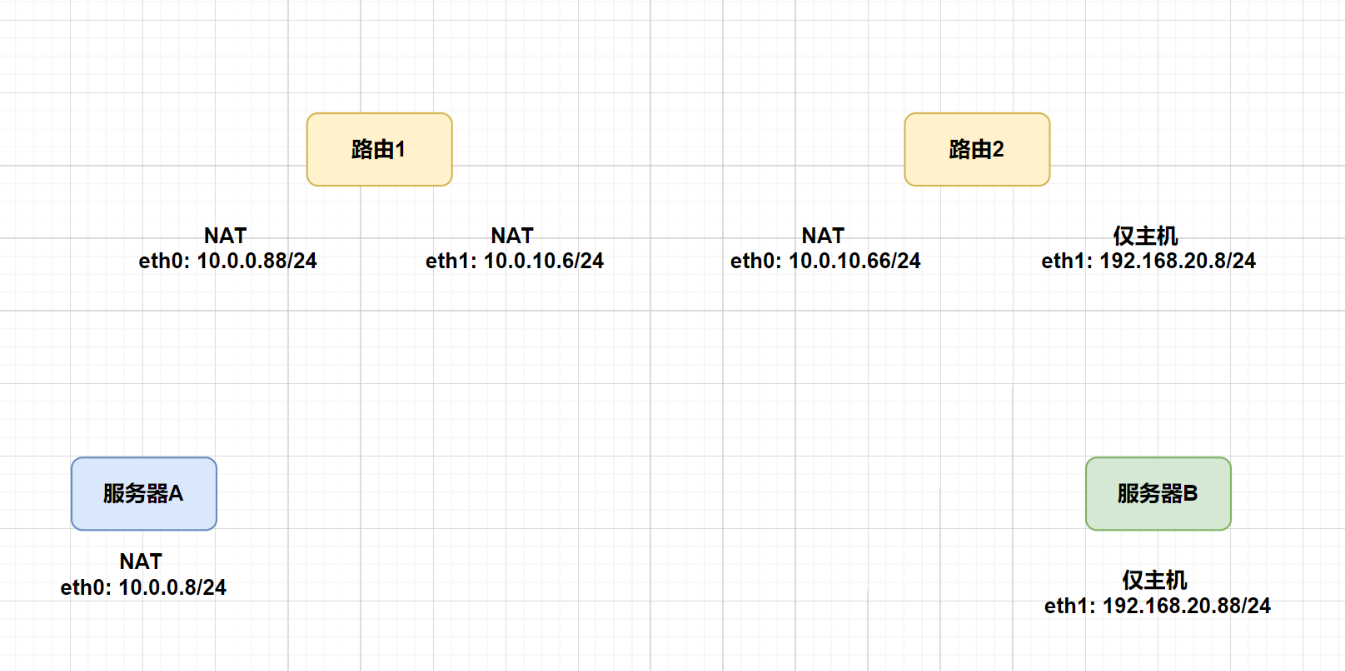 路由1
路由2
NAT
eth0: 10.0.0.88/24
NAT
eth1: 10.0.10.6/24
NAT
eth0: 10.0.10.66/24
仅主机
eth1: 192.168.20.8/24
服务器A
NAT
eth0: 10.0.0.8/24
服务器B
仅主机
eth1: 192.168.20.88/24